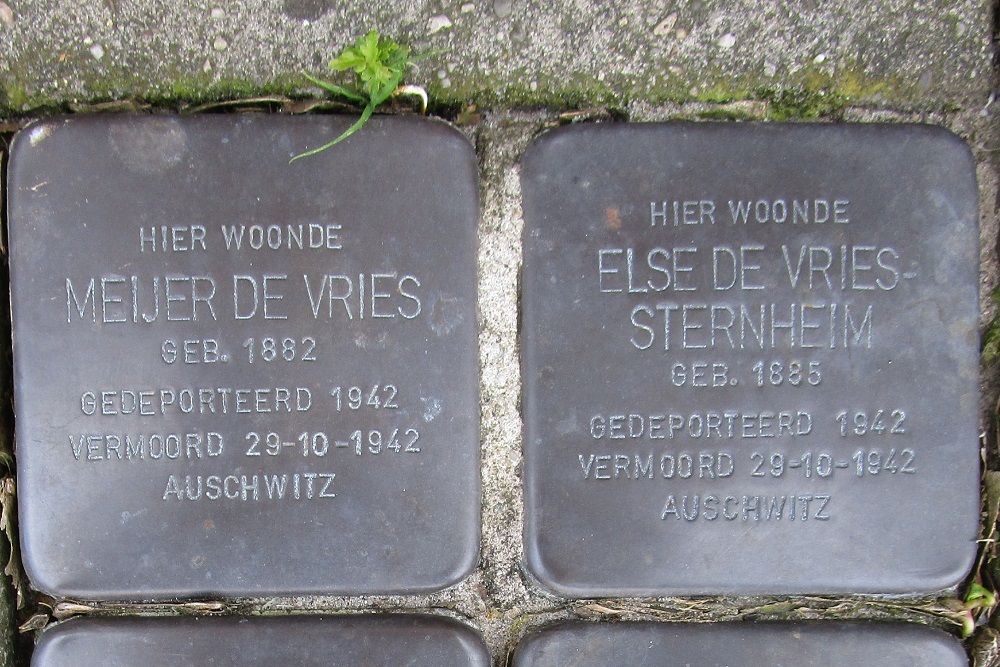 HIER WOONDE
MEIJER DE VRIES
GEB. 1882
GEDEPORTEERD 1942
VERMOORD 29-10-1942
AUSCHWITZ
HIER WOONDE
ELSE DE VRIES-
STERNHEIM
GEB. 1885
GEDEPORTEERD 1942
VERMOORD 29-10-1942
AUSCHWITZ